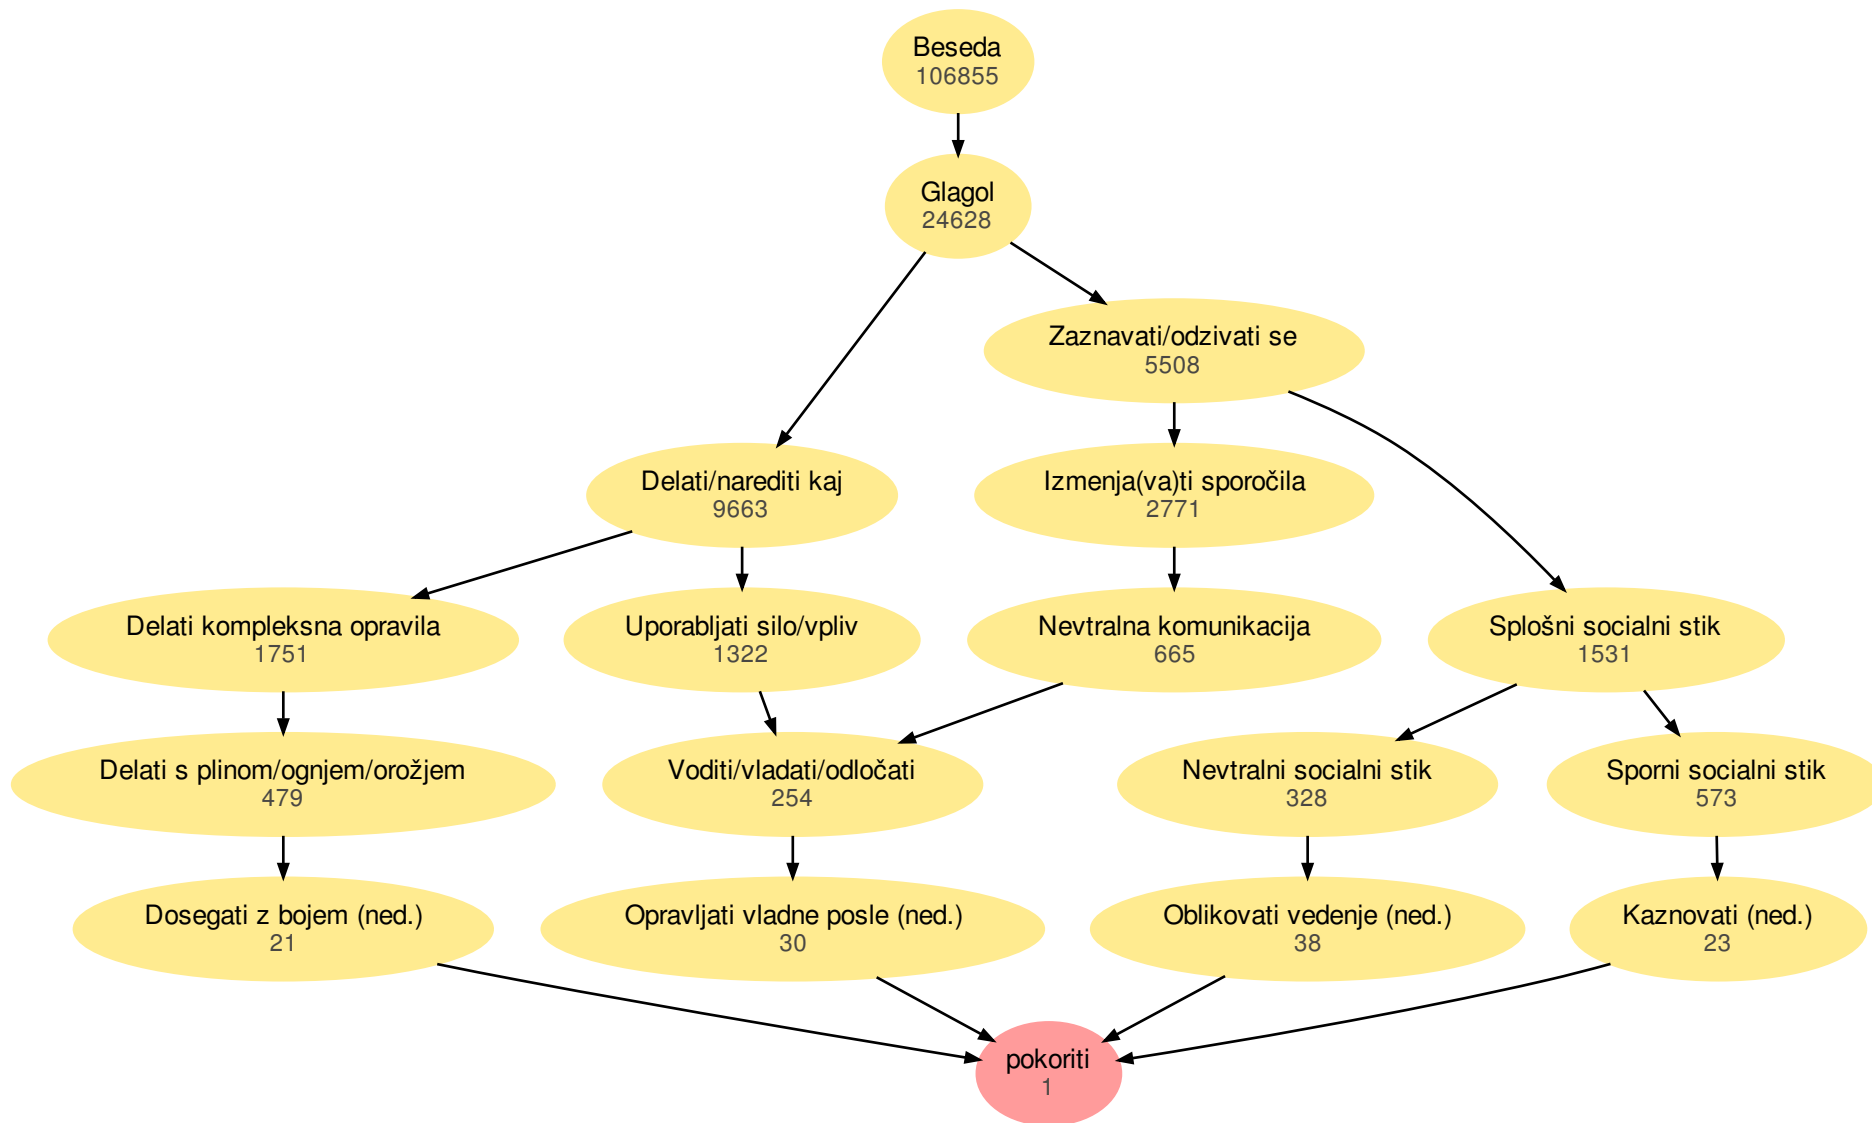 Beseda
106855
Glagol
24628
Zaznavati/odzivati se
5508
Delati/narediti kaj
9663
Izmenja(va)ti sporočila
2771
Delati kompleksna opravila
1751
Uporabljati silo/vpliv
1322
Nevtralna komunikacija
665
Splošni socialni stik
1531
Delati s plinom/ognjem/orožjem
479
Voditi/vladati/odločati
254
Nevtralni socialni stik
328
Sporni socialni stik
573
Dosegati z bojem (ned.)
21
Opravljati vladne posle (ned.)
30
Oblikovati vedenje (ned.)
38
Kaznovati (ned.)
23
pokoriti
1